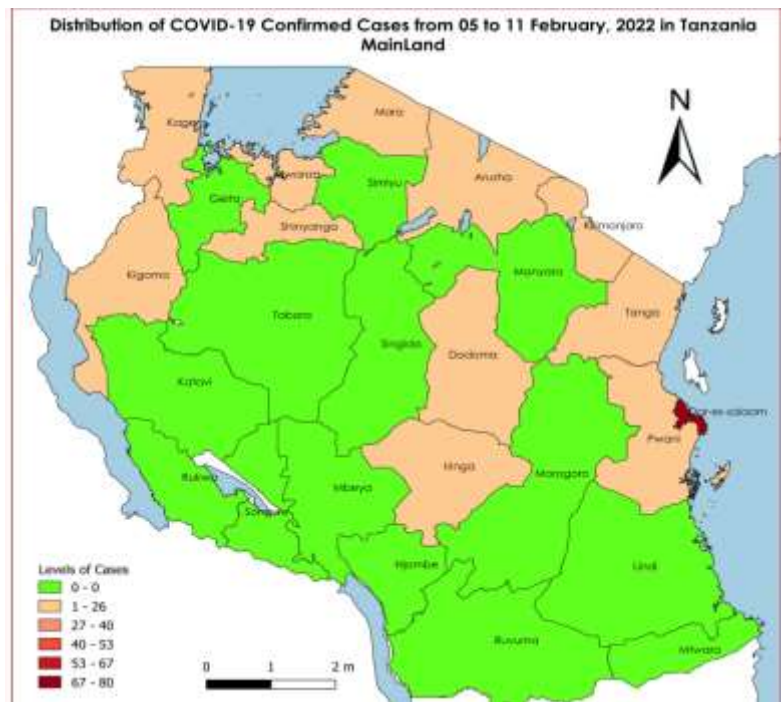 Distribution of COVID-19 Confirmed Cases from 05 to 11 February, 2022 in Tanzania
MainLand
N
Mara
Kagera
Mwanza
Simiyu
Arusha
Geita
Shinyanga
Kilimanjaro
Kigoma
Manyara
Tanga
Tabora
Singida
Dodoma
Katavi
Dar-es-salaam
Pwani
Iringa
Morogoro
Rukwa
Mbeya
Songwe
Njombe
Lindi
Ruvuma
Mtwara
Levels of Cases
0 - 0
1 - 26
27 - 40
40 - 53
53 - 67
67 - 80
0 1 2 m